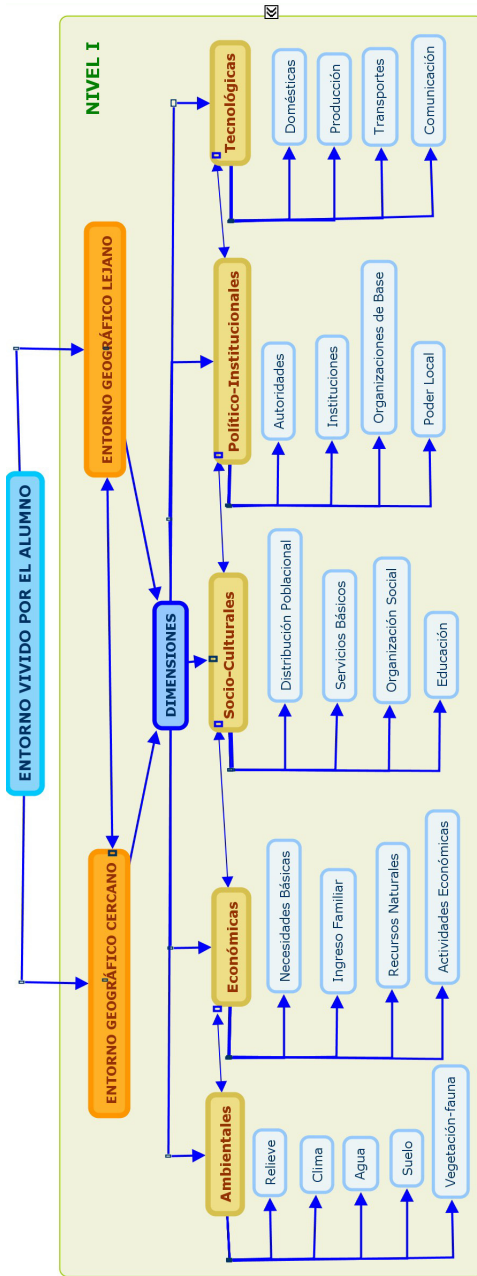 ENTORNO VIVIDO POR EL ALUMNO
NIVEL I
ENTORNO GEOGRÁFICO CERCANO
ENTORNO GEOGRÁFICO LEJANO
DIMENSIONES
Ambientales
Económicas
Socio-Culturales
Político-Institucionales
Tecnológicas
Relieve
Clima
Agua
Suelo
Vegetación-fauna
Necesidades Básicas
Ingreso Familiar
Recursos Naturales
Actividades Económicas
Distribución Poblacional
Servicios Básicos
Organización Social
Educación
Autoridades
Instituciones
Organizaciones de Base
Poder Local
Domésticas
Producción
Transportes
Comunicación